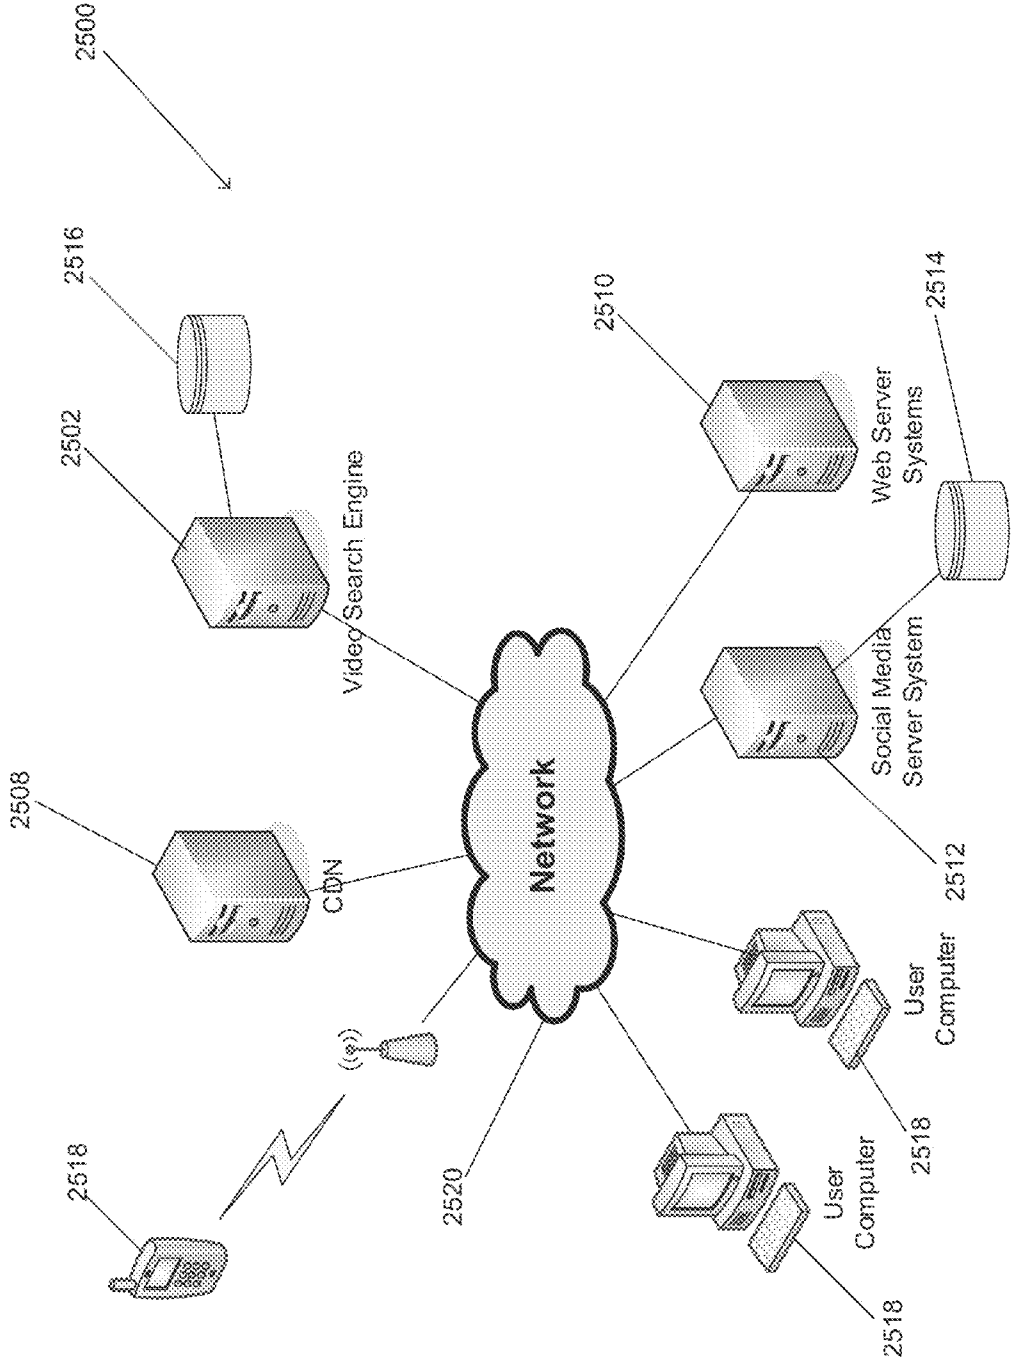 2508
2518
2502
2516
2500
CDN
Video Search Engine
2520
Network
2510
User
Computer
Social Media
Server System
Web Server
Systems
2518
User
Computer
2518
2512
2514